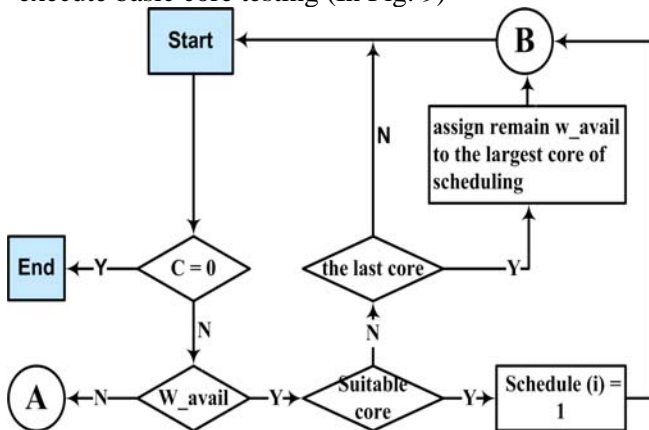 execute basic core testing (In Fig. 9)
Start
B
N
assign remain w_avail
to the largest core of
scheduling
End
Y
C = 0
the last core
Y
N
N
A
N
W_avail
Y
Suitable
core
Y
Schedule (i) =
1